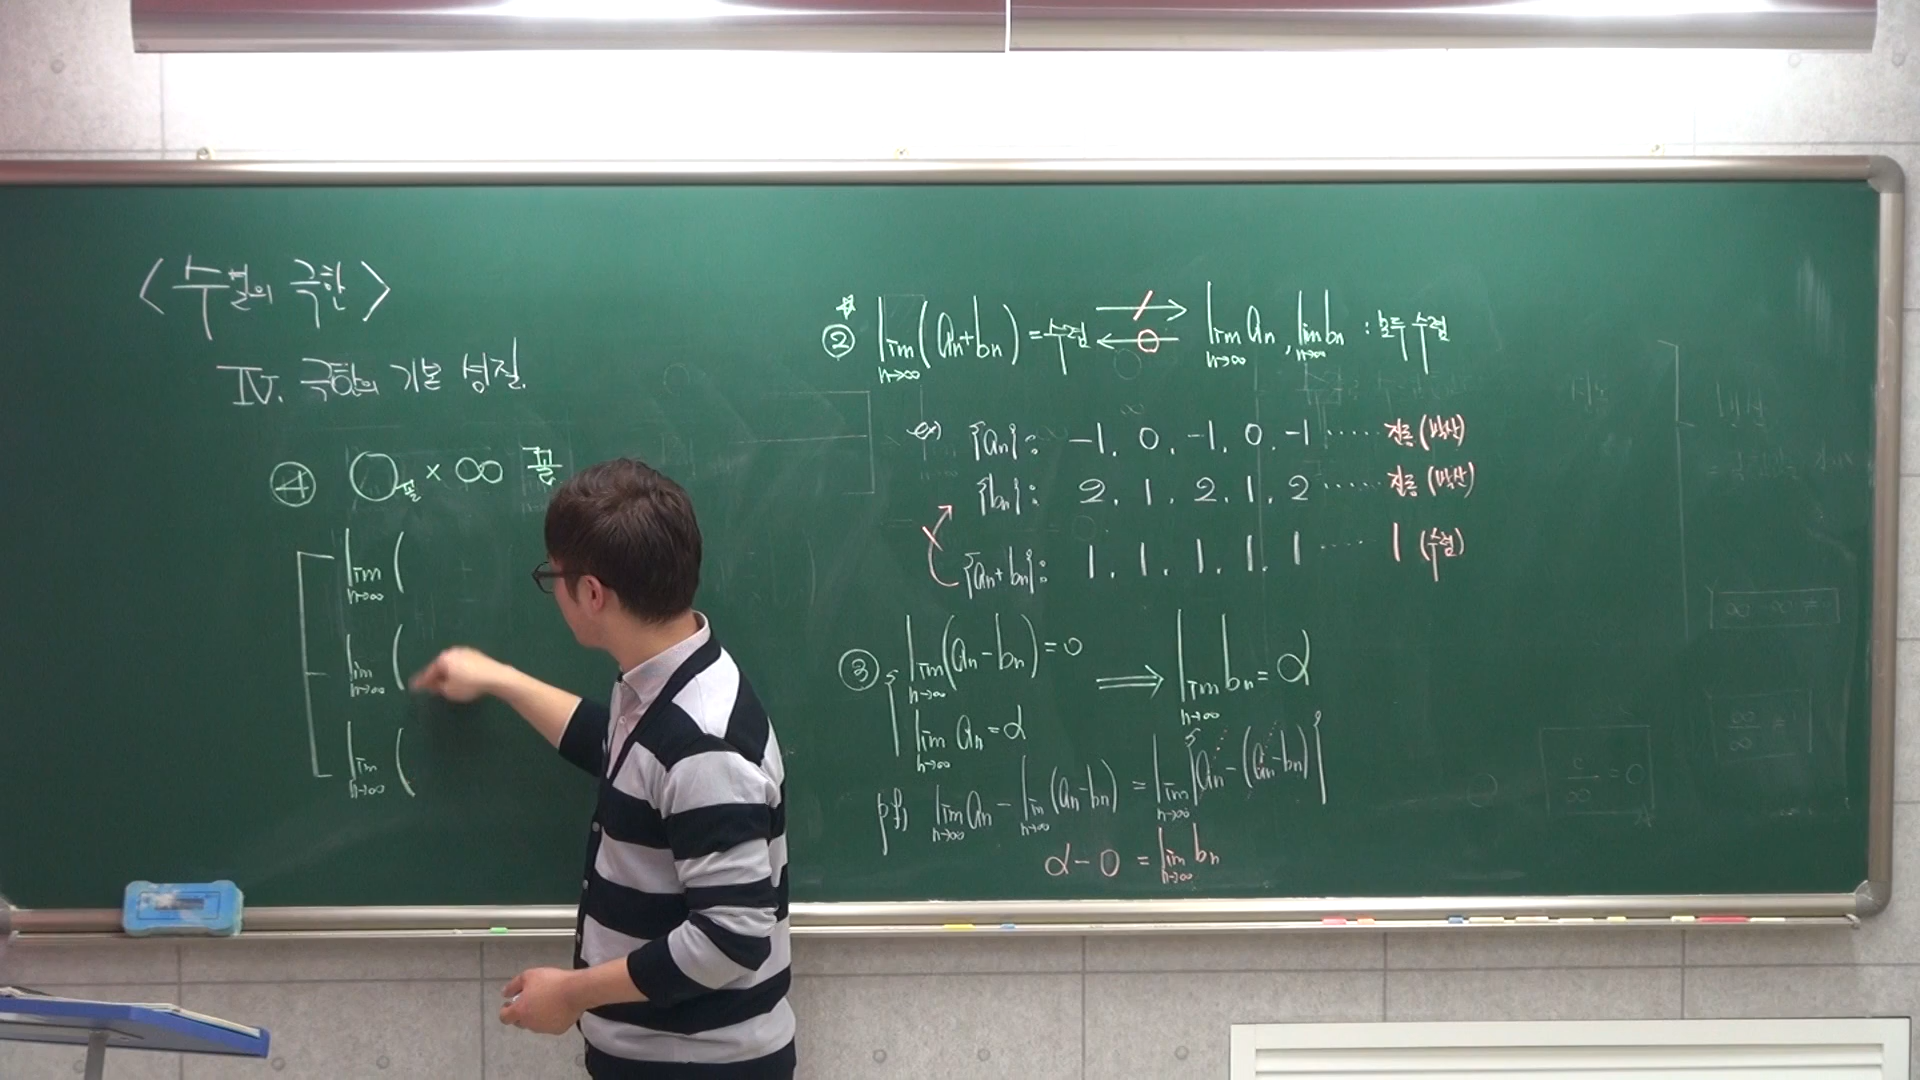 <수열의 극한>
IV. 극한의 기본 성질.
④ 0꼴 × ∞ 꼴
lim n→∞ (
lim n→∞ (
lim n→∞ (
☆
② lim n→∞ (an+bn) = 수렴 ⇄ lim n→∞ an, lim n→∞ bn : 모두 수렴
ex) {an}: -1. 0. -1. 0. -1 ····· 진동 (발산)
{bn}: 2. 1. 2. 1. 2 ····· 진동 (발산)
{an+bn}: 1. 1. 1. 1. 1 ···· 1 (수렴)
③ lim n→∞ (an-bn) = 0 ⇒ lim n→∞ bn = α
lim n→∞ an = α
pf) lim n→∞ an - lim n→∞ (an-bn) = lim n→∞ {an-(an-bn)}
α - 0 = lim n→∞ bn